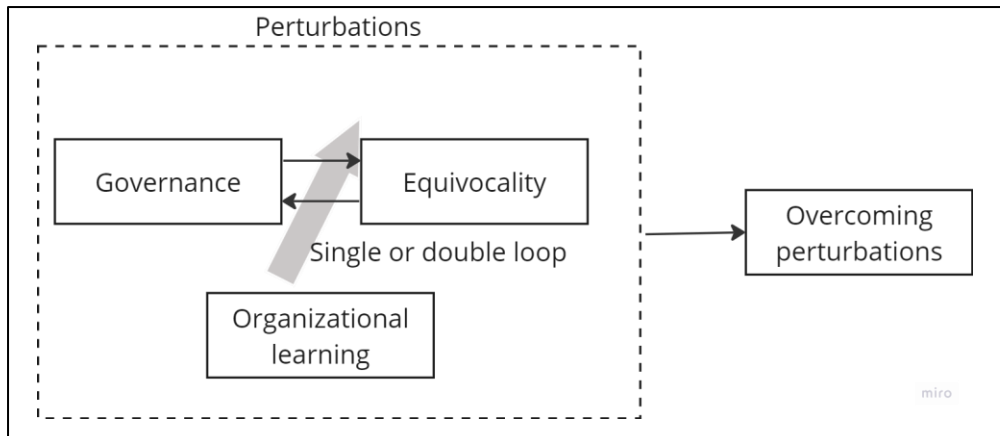 Perturbations
Governance
Equivocality
Single or double loop
Organizational
learning
Overcoming
perturbations
miro